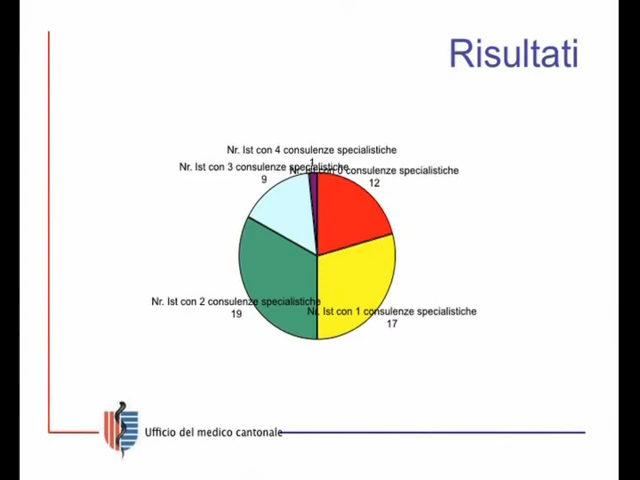 Risultati
Nr. Ist con 4 consulenze specialistiche
1
Nr. Ist con 3 consulenze specialistiche
9
Nr. Ist con 0 consulenze specialistiche
12
Nr. Ist con 2 consulenze specialistiche
19
Nr. Ist con 1 consulenze specialistiche
17
Ufficio del medico cantonale